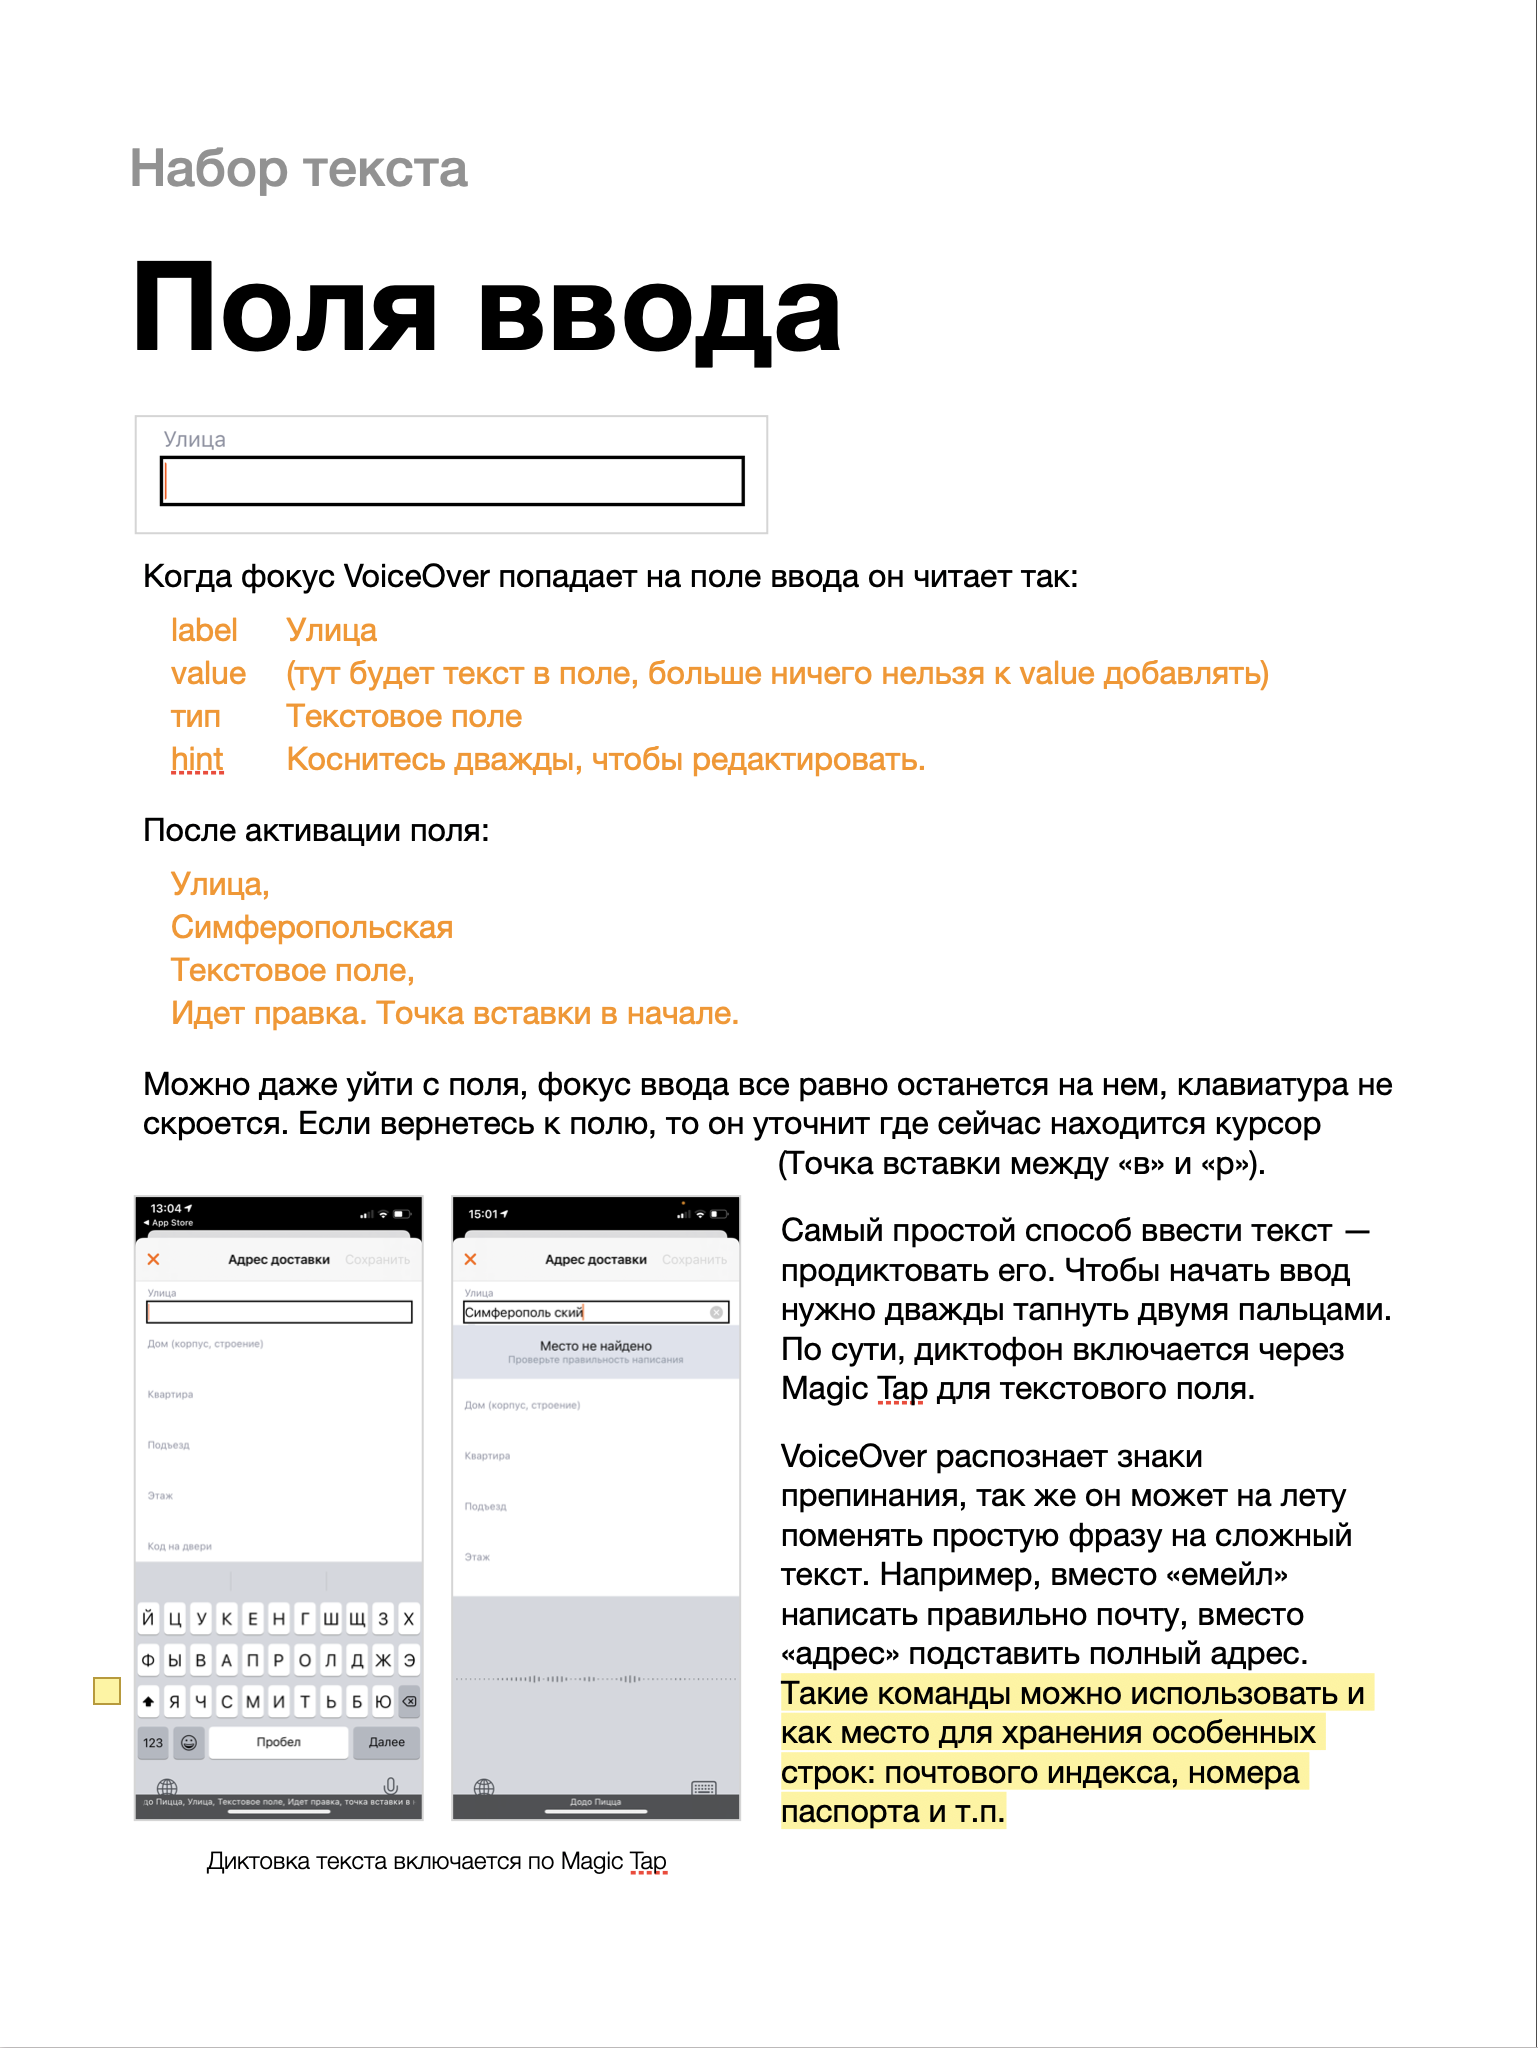 Набор текста
Поля ввода
Улица
Когда фокус VoiceOver попадает на поле ввода он читает так:
label Улица
value (тут будет текст в поле, больше ничего нельзя к value добавлять)
тип Текстовое поле
hint Коснитесь дважды, чтобы редактировать.
После активации поля:
Улица,
Симферопольская
Текстовое поле,
Идет правка. Точка вставки в начале.
Можно даже уйти с поля, фокус ввода все равно останется на нем, клавиатура не
скроется. Если вернетесь к полю, то он уточнит где сейчас находится курсор
(Точка вставки между «в» и «р»).
13:04
App Store
Адрес доставки Сохранить
Улица
Дом (корпус, строение)
Квартира
Подъезд
Этаж
Код на двери
Й Ц У К Е Н Г Ш Щ З Х
Ф Ы В А П Р О Л Д Ж Э
Я Ч С М И Т Ь Б Ю
123 Пробел Далее
до Пицца, Улица, Текстовое поле, Идет правка, точка вставки в
15:01
Адрес доставки Сохранить
Улица
Симферополь ский
Место не найдено
Проверьте правильность написания
Дом (корпус, строение)
Квартира
Подъезд
Этаж
Додо Пицца
Диктовка текста включается по Magic Tap
Самый простой способ ввести текст —
продиктовать его. Чтобы начать ввод
нужно дважды тапнуть двумя пальцами.
По сути, диктофон включается через
Magic Tap для текстового поля.
VoiceOver распознает знаки
препинания, так же он может на лету
поменять простую фразу на сложный
текст. Например, вместо «емейл»
написать правильно почту, вместо
«адрес» подставить полный адрес.
Такие команды можно использовать и
как место для хранения особенных
строк: почтового индекса, номера
паспорта и т.п.